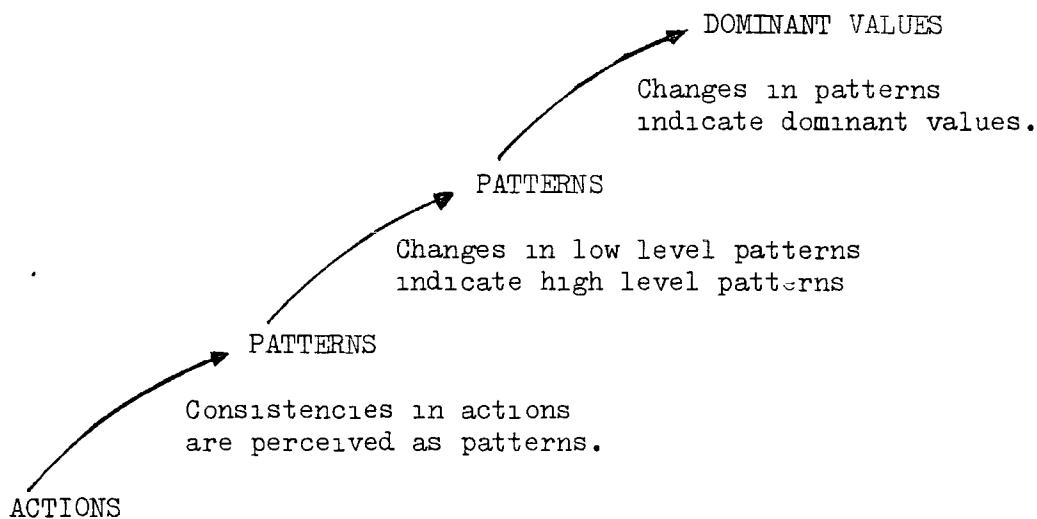 DOMINANT VALUES
Changes in patterns
indicate dominant values.
PATTERNS
Changes in low level patterns
indicate high level patterns
PATTERNS
Consistencies in actions
are perceived as patterns.
ACTIONS